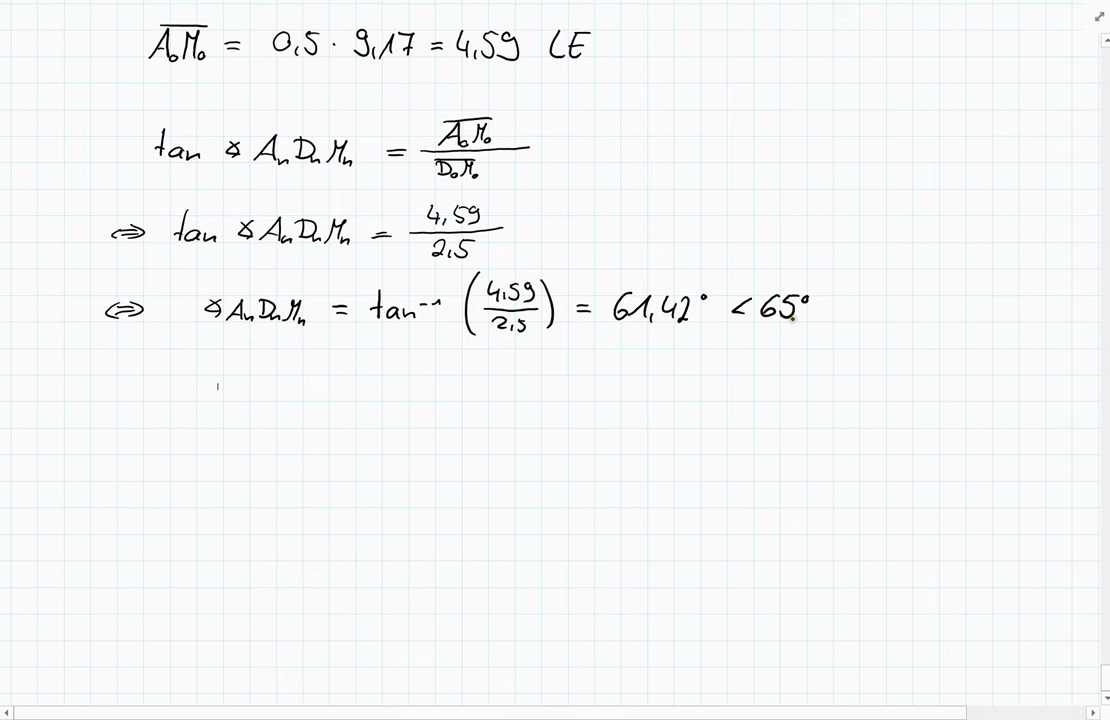 A₀M₀ = 0,5 · 9,17 = 4,59 LE
tan ∢ AₙDₙMₙ = A₀M₀ / D₀M₀
⇔ tan ∢ AₙDₙMₙ = 4,59 / 2,5
⇔ ∢ AₙDₙMₙ = tan⁻¹ (4,59 / 2,5) = 61,42° < 65°